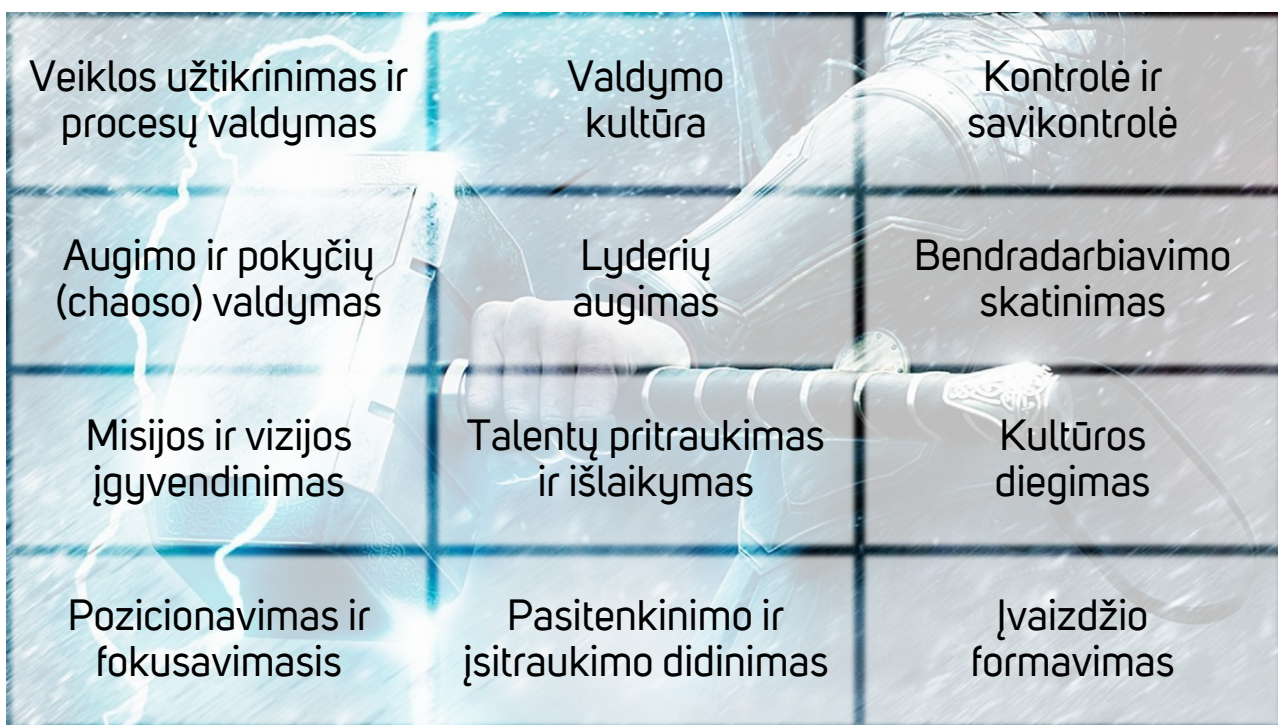 Veiklos užtikrinimas ir
procesų valdymas
Valdymo
kultūra
Kontrolė ir
savikontrolė
Augimo ir pokyčių
(chaoso) valdymas
Lyderių
augimas
Bendradarbiavimo
skatinimas
Misijos ir vizijos
įgyvendinimas
Talentų pritraukimas
ir išlaikymas
Kultūros
diegimas
Pozicionavimas ir
fokusavimasis
Pasitenkinimo ir
įsitraukimo didinimas
Įvaizdžio
formavimas